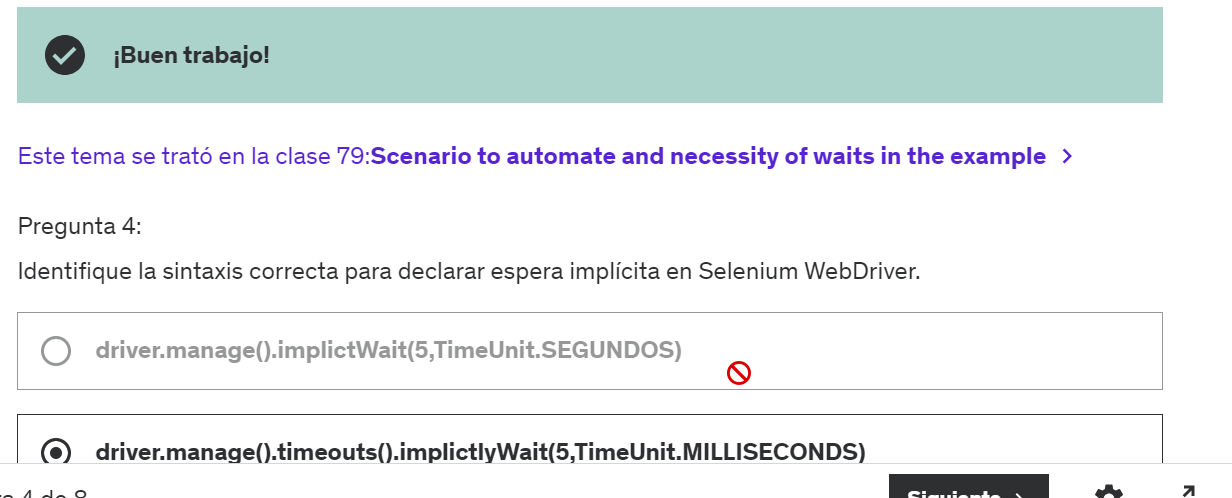 ¡Buen trabajo!
Este tema se trató en la clase 79:Scenario to automate and necessity of waits in the example
Pregunta 4:
Identifique la sintaxis correcta para declarar espera implícita en Selenium WebDriver.
driver.manage().implictWait(5,TimeUnit.SEGUNDOS)
driver.manage().timeouts().implictlyWait(5,TimeUnit.MILLISECONDS)
4 de 8
Siguiente